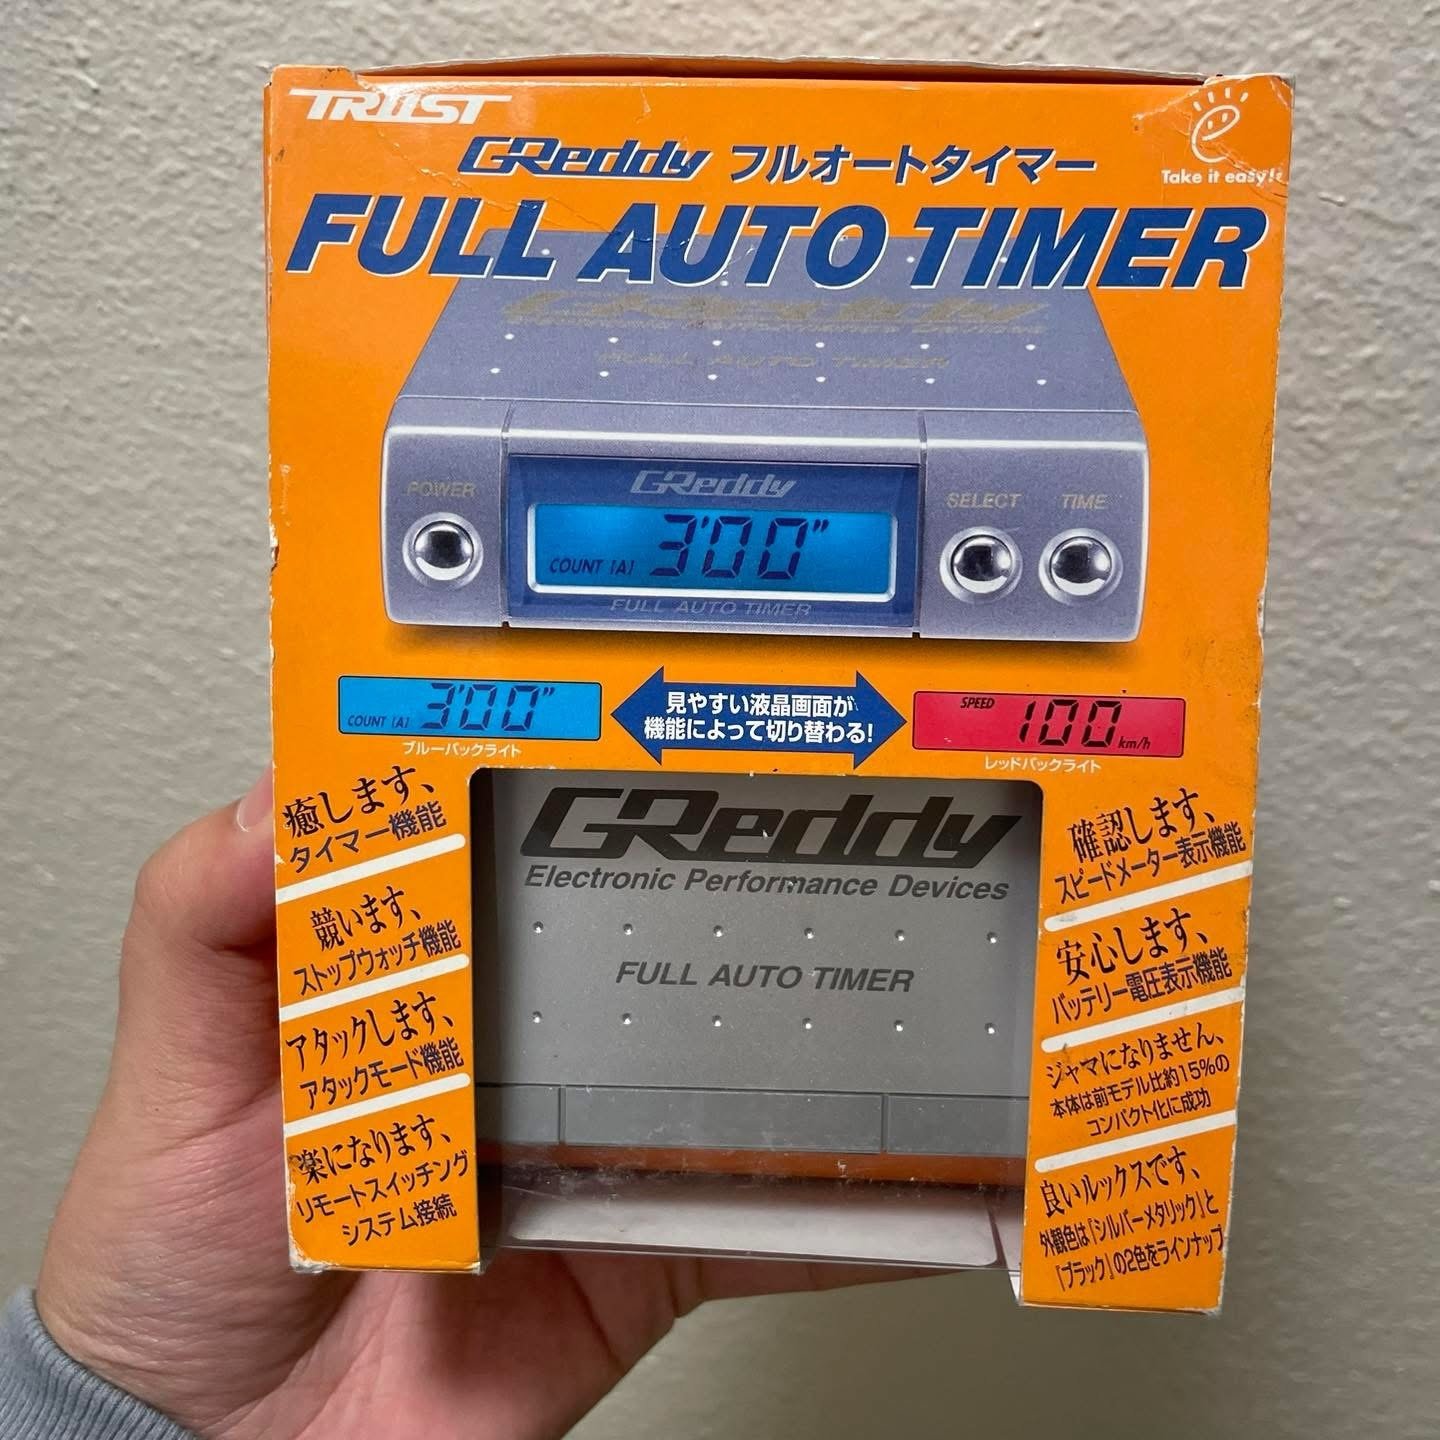 TRUST
GReddy フルオートタイマー
Take it easy!!
FULL AUTO TIMER
GReddy
FULL AUTO TIMER
POWER
GReddy
SELECT
TIME
COUNT [A] 3'00"
FULL AUTO TIMER
COUNT [A] 3'00"
ブルーバックライト
見やすい液晶画面が
機能によって切り替わる!
SPEED 100 km/h
レッドバックライト
癒します、
タイマー機能
競います、
ストップウォッチ機能
アタックします、
アタックモード機能
楽になります、
リモートスイッチング
システム接続
GReddy
Electronic Performance Devices
FULL AUTO TIMER
確認します、
スピードメーター表示機能
安心します、
バッテリー電圧表示機能
ジャマになりません、
本体は前モデル比約15%の
コンパクト化に成功
良いルックスです、
外観色は「シルバーメタリック」と
「ブラック」の2色をラインナップ